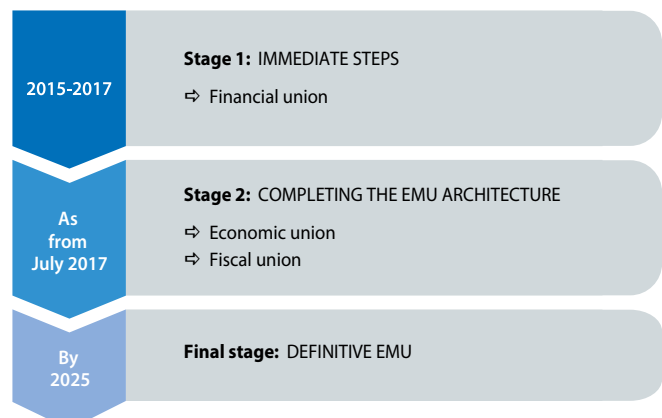 2015-2017
Stage 1: IMMEDIATE STEPS
⇨ Financial union
As
from
July 2017
Stage 2: COMPLETING THE EMU ARCHITECTURE
⇨ Economic union
⇨ Fiscal union
By
2025
Final stage: DEFINITIVE EMU